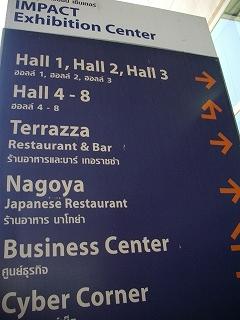 IMPACT
Exhibition Center
Hall 1, Hall 2, Hall 3
ฮอลล์ 1, ฮอลล์ 2, ฮอลล์ 3
Hall 4 - 8
ฮอลล์ 4 - 8
Terrazza
Restaurant & Bar
ร้านอาหารและบาร์ เทอราซซ่า
Nagoya
Japanese Restaurant
ร้านอาหาร นาโกย่า
Business Center
ศูนย์ธุรกิจ
Cyber Corner